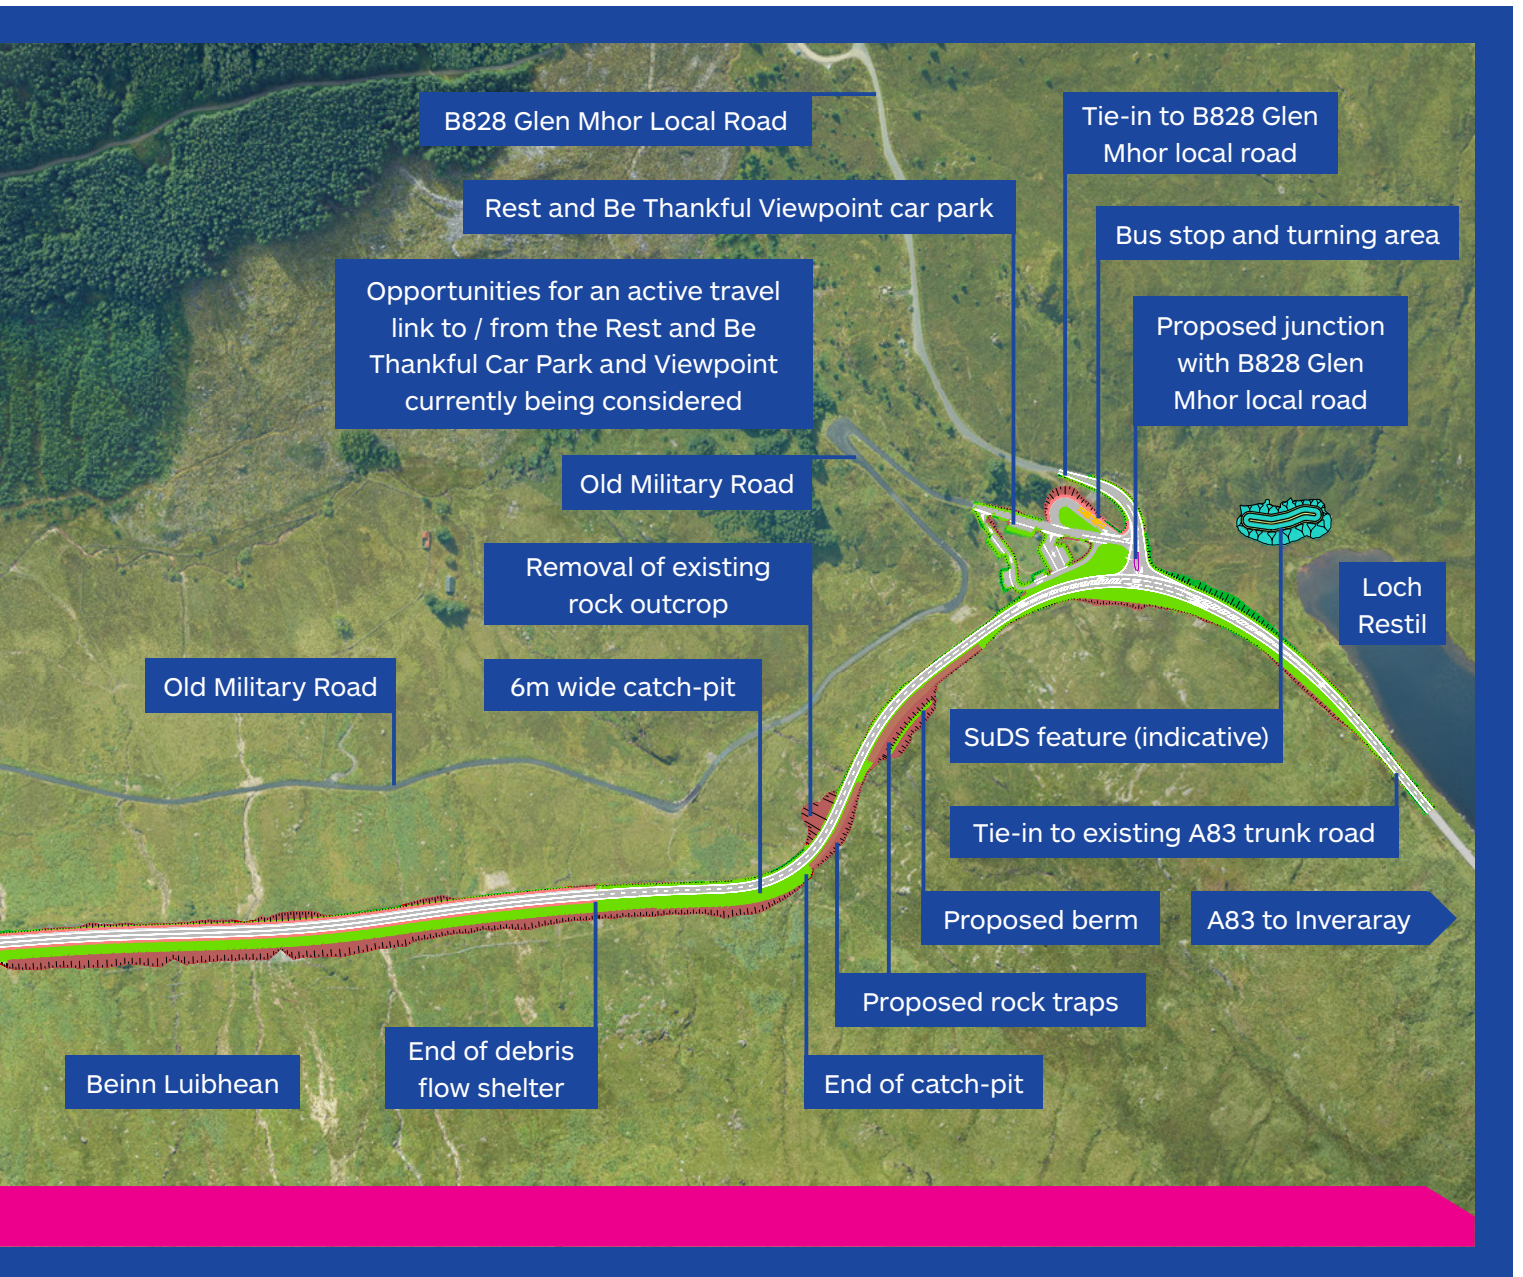 B828 Glen Mhor Local Road
Tie-in to B828 Glen
Mhor local road
Rest and Be Thankful Viewpoint car park
Bus stop and turning area
Opportunities for an active travel
link to / from the Rest and Be
Thankful Car Park and Viewpoint
currently being considered
Proposed junction
with B828 Glen
Mhor local road
Old Military Road
Removal of existing
rock outcrop
Loch
Restil
Old Military Road
6m wide catch-pit
SuDS feature (indicative)
Tie-in to existing A83 trunk road
Proposed berm
A83 to Inveraray
Proposed rock traps
End of debris
flow shelter
Beinn Luibhean
End of catch-pit